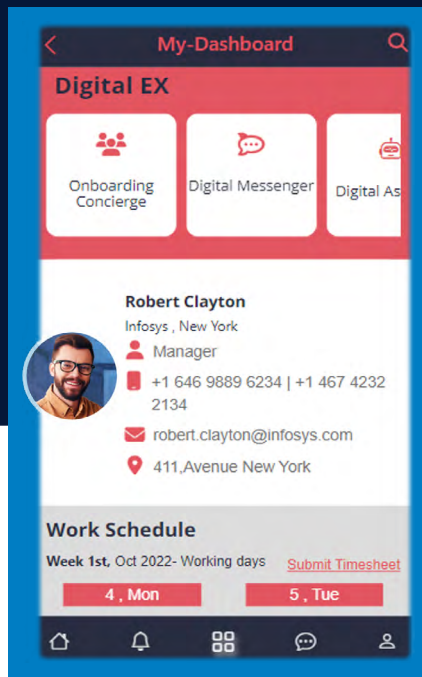 My-Dashboard
Digital EX
Onboarding
Concierge
Digital Messenger
Digital As
Robert Clayton
Infosys , New York
Manager
+1 646 9889 6234 | +1 467 4232
2134
robert.clayton@infosys.com
411,Avenue New York
Work Schedule
Week 1st, Oct 2022- Working days
Submit Timesheet
4 , Mon
5 , Tue